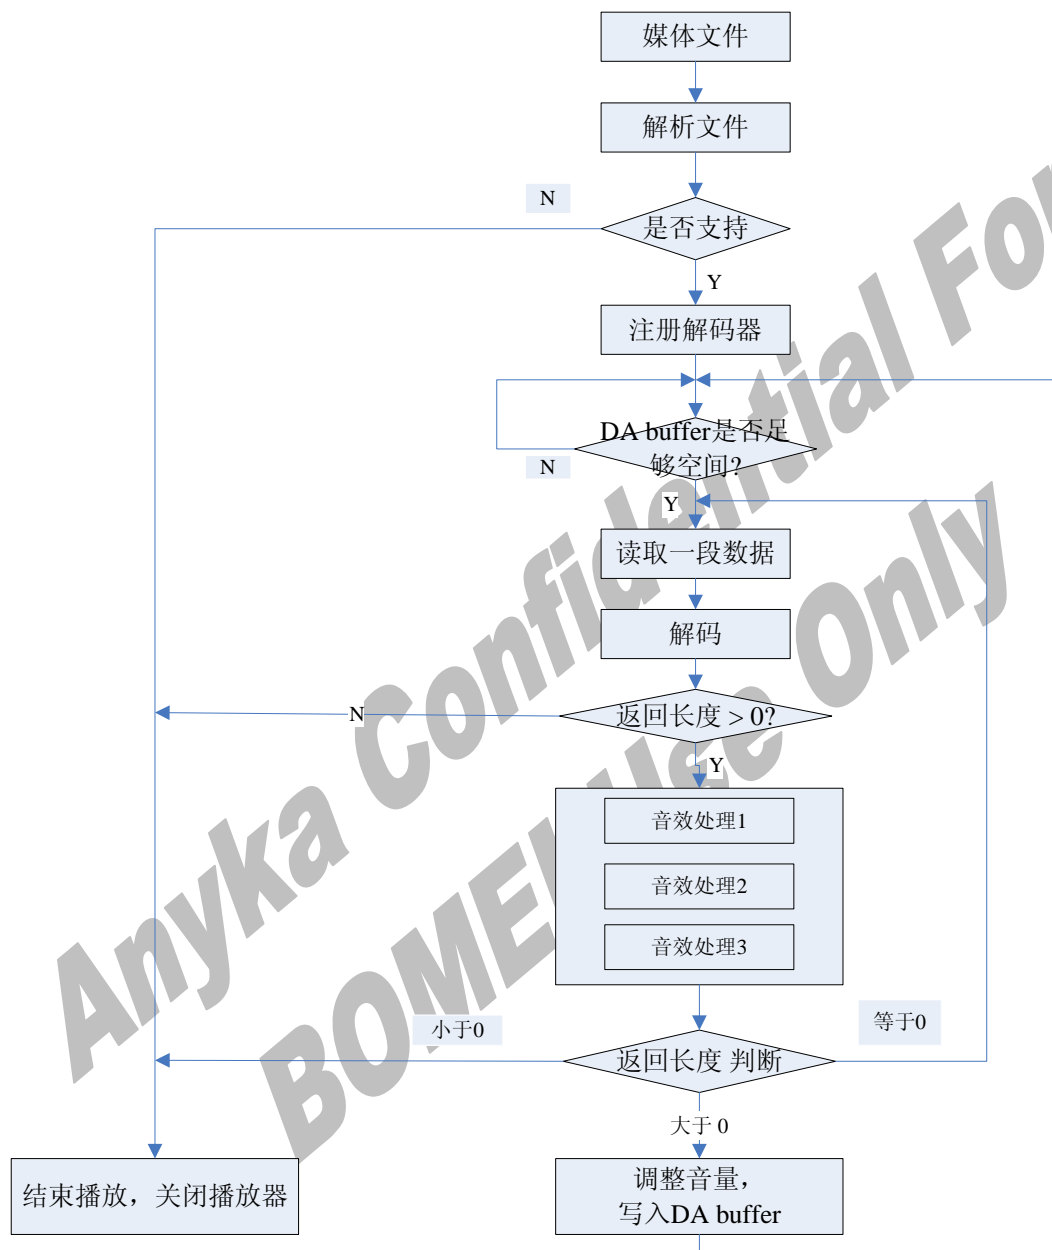 媒体文件
解析文件
N
是否支持
Y
注册解码器
DA buffer是否足
够空间?
N
Y
读取一段数据
解码
返回长度 > 0?
N
Y
音效处理1
音效处理2
音效处理3
小于0
等于0
返回长度 判断
大于 0
结束播放，关闭播放器
调整音量，
写入DA buffer
Anyka Confidential For
Use Only